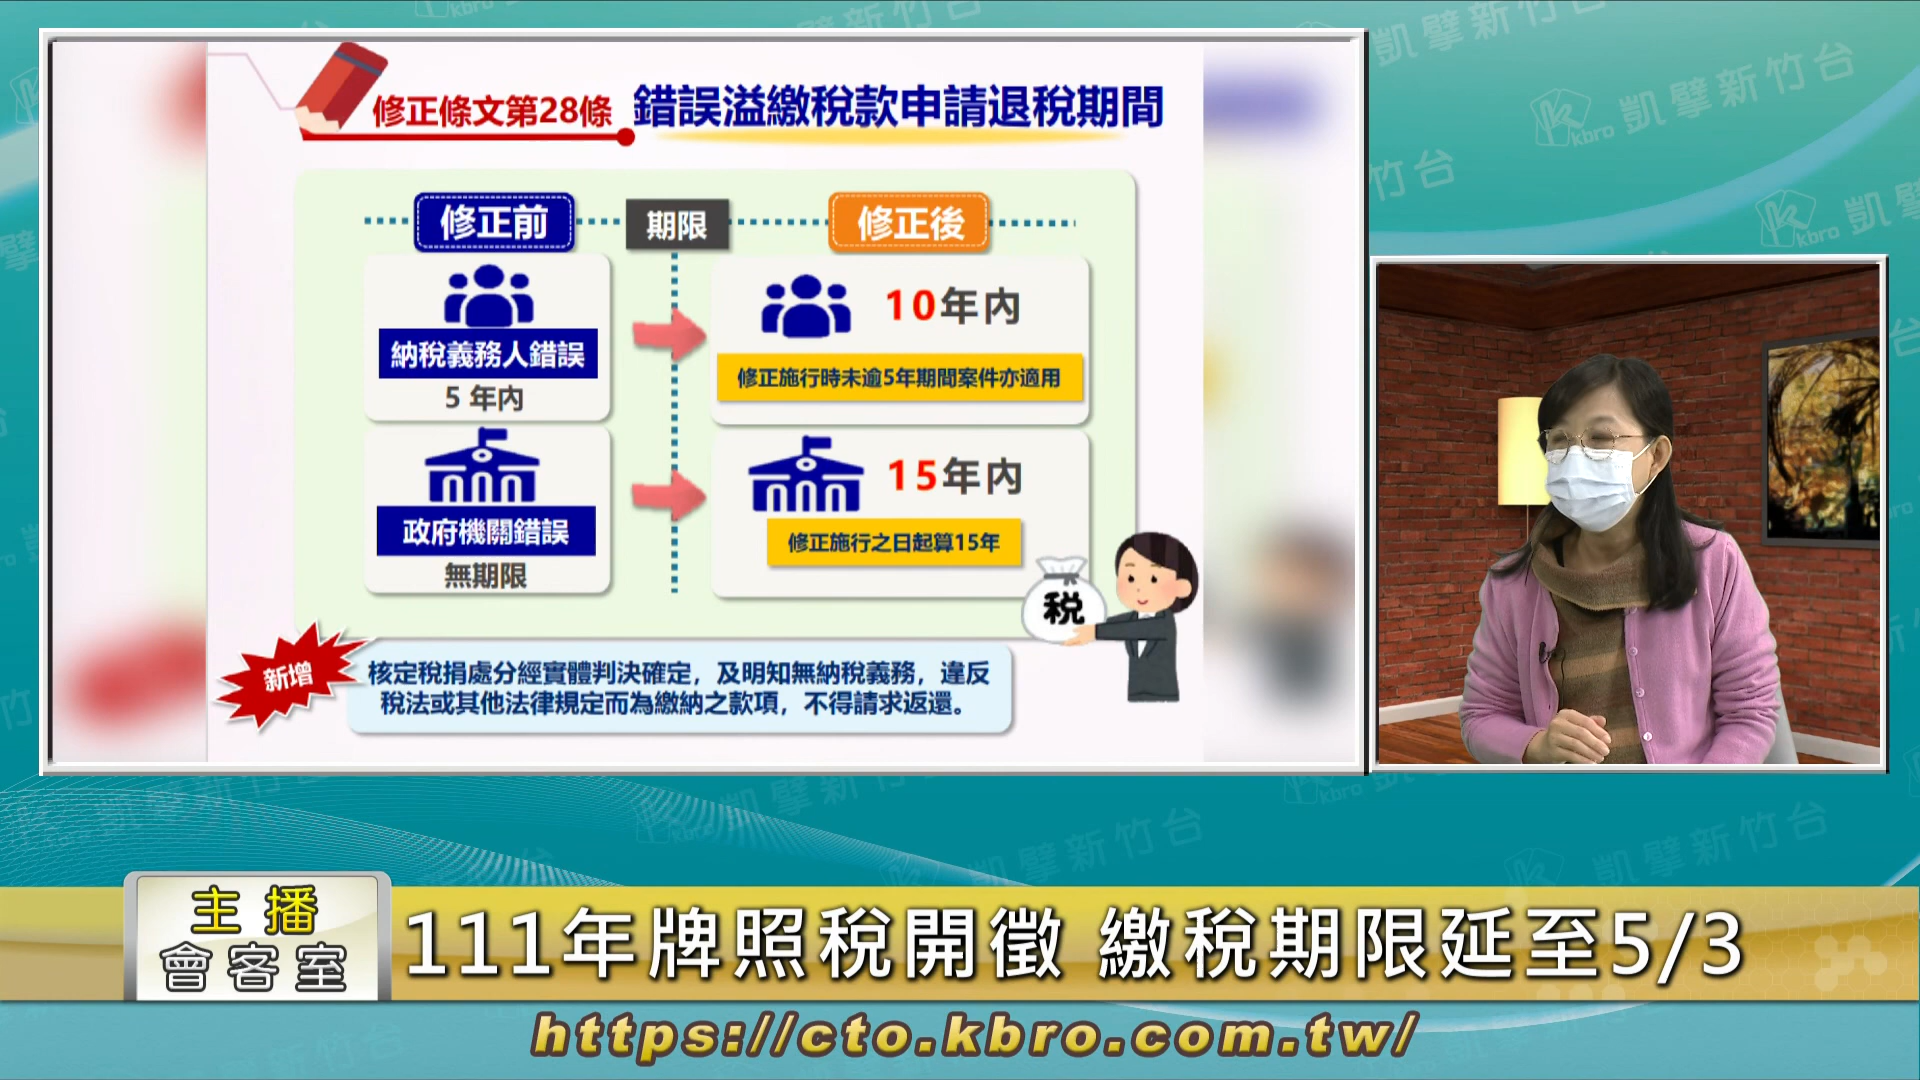 修正條文第28條 錯誤溢繳稅款申請退稅期間
修正前
期限
修正後
納稅義務人錯誤
5 年內
10年內
修正施行時未逾5年期間案件亦適用
政府機關錯誤
無期限
15年內
修正施行之日起算15年
稅
新增
核定稅捐處分經實體判決確定，及明知無納稅義務，違反
稅法或其他法律規定而為繳納之款項，不得請求返還。
kbro 凱擘新竹台
主播
會客室
111年牌照稅開徵 繳稅期限延至5/3
https://cto.kbro.com.tw/